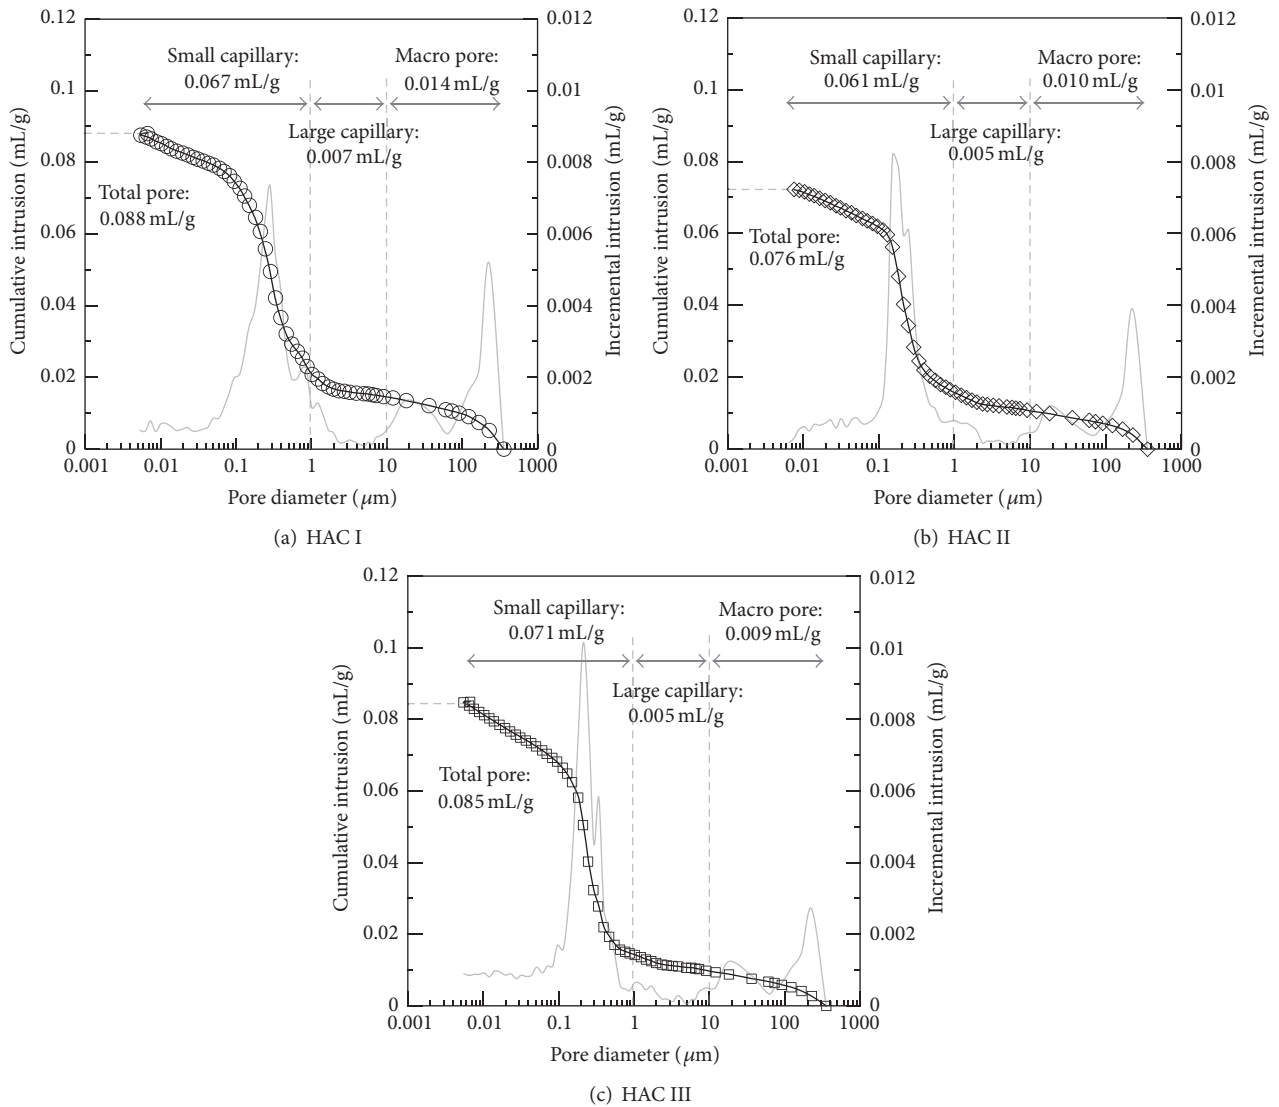 0.12
0.1
0.08
0.06
0.04
0.02
0
Cumulative intrusion (mL/g)
0.012
0.01
0.008
0.006
0.004
0.002
0
Incremental intrusion (mL/g)
Small capillary:
0.067 mL/g
Macro pore:
0.014 mL/g
Large capillary:
0.007 mL/g
Total pore:
0.088 mL/g
0.001 0.01 0.1 1 10 100 1000
Pore diameter (μm)
(a) HAC I
0.12
0.1
0.08
0.06
0.04
0.02
0
Cumulative intrusion (mL/g)
0.012
0.01
0.008
0.006
0.004
0.002
0
Incremental intrusion (mL/g)
Small capillary:
0.061 mL/g
Macro pore:
0.010 mL/g
Large capillary:
0.005 mL/g
Total pore:
0.076 mL/g
0.001 0.01 0.1 1 10 100 1000
Pore diameter (μm)
(b) HAC II
0.12
0.1
0.08
0.06
0.04
0.02
0
Cumulative intrusion (mL/g)
0.012
0.01
0.008
0.006
0.004
0.002
0
Incremental intrusion (mL/g)
Small capillary:
0.071 mL/g
Macro pore:
0.009 mL/g
Large capillary:
0.005 mL/g
Total pore:
0.085 mL/g
0.001 0.01 0.1 1 10 100 1000
Pore diameter (μm)
(c) HAC III